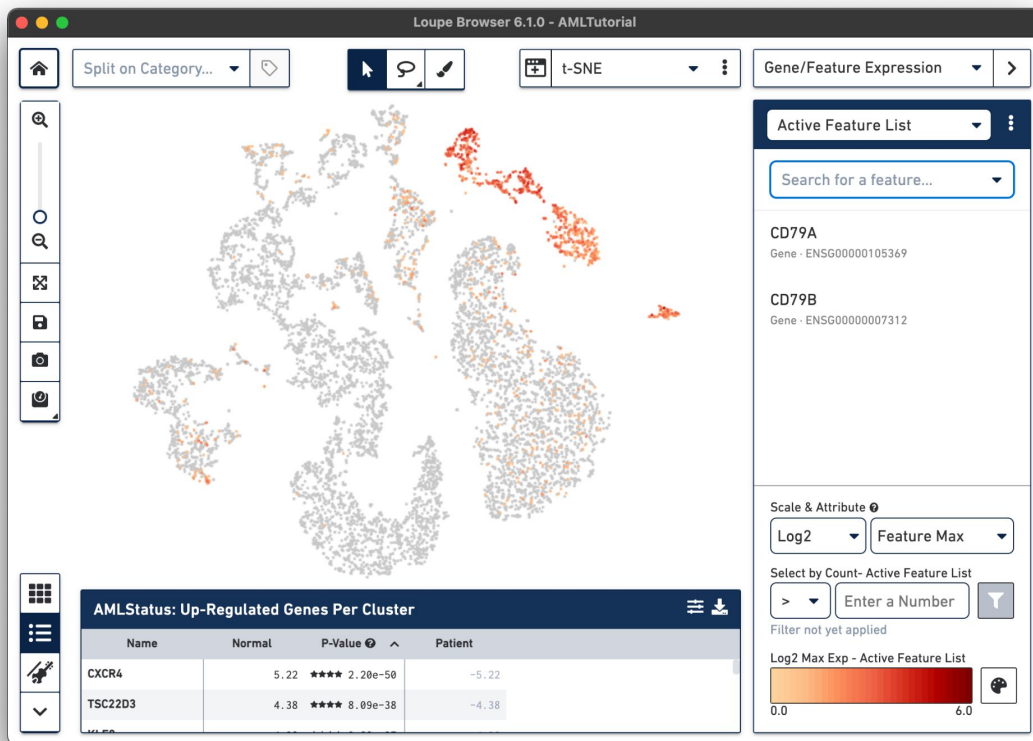 Loupe Browser 6.1.0 - AMLTutorial
Split on Category...
t-SNE
Gene/Feature Expression
Active Feature List
Search for a feature...
CD79A
Gene · ENSG00000105369
CD79B
Gene · ENSG00000007312
Scale & Attribute
Log2
Feature Max
Select by Count- Active Feature List
>
Enter a Number
Filter not yet applied
Log2 Max Exp - Active Feature List
0.0 6.0
AMLStatus: Up-Regulated Genes Per Cluster
Name Normal P-Value Patient
CXCR4 5.22 ★★★★ 2.20e-50 -5.22
TSC22D3 4.38 ★★★★ 8.09e-38 -4.38